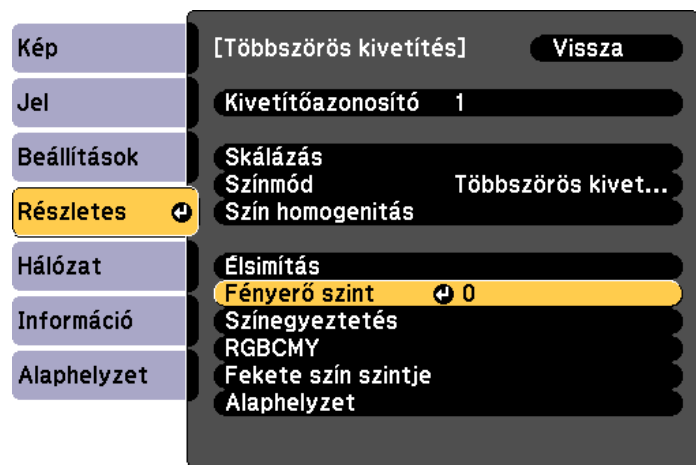 Kép
Jel
Beállítások
Részletes
Hálózat
Információ
Alaphelyzet
[Többszörös kivetítés] Vissza
Kivetítőazonosító 1
Skálázás
Színmód Többszörös kivet...
Szín homogenitás
Élsimítás
Fényerő szint 0
Színegyeztetés
RGBCMY
Fekete szín szintje
Alaphelyzet